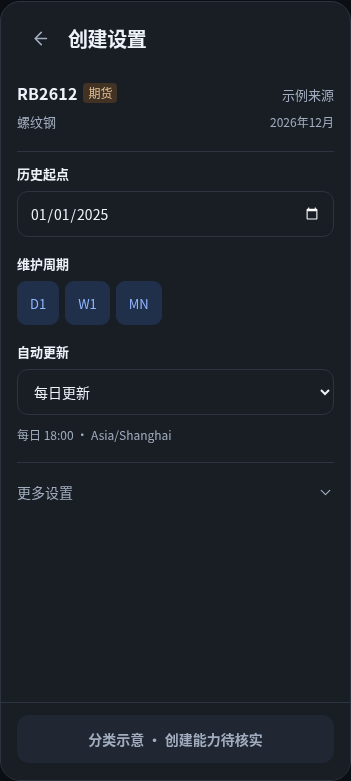 创建设置
RB2612 期货 示例来源
螺纹钢 2026年12月
历史起点
01/01/2025
维护周期
D1 W1 MN
自动更新
每日更新
每日 18:00 · Asia/Shanghai
更多设置
分类示意 · 创建能力待核实